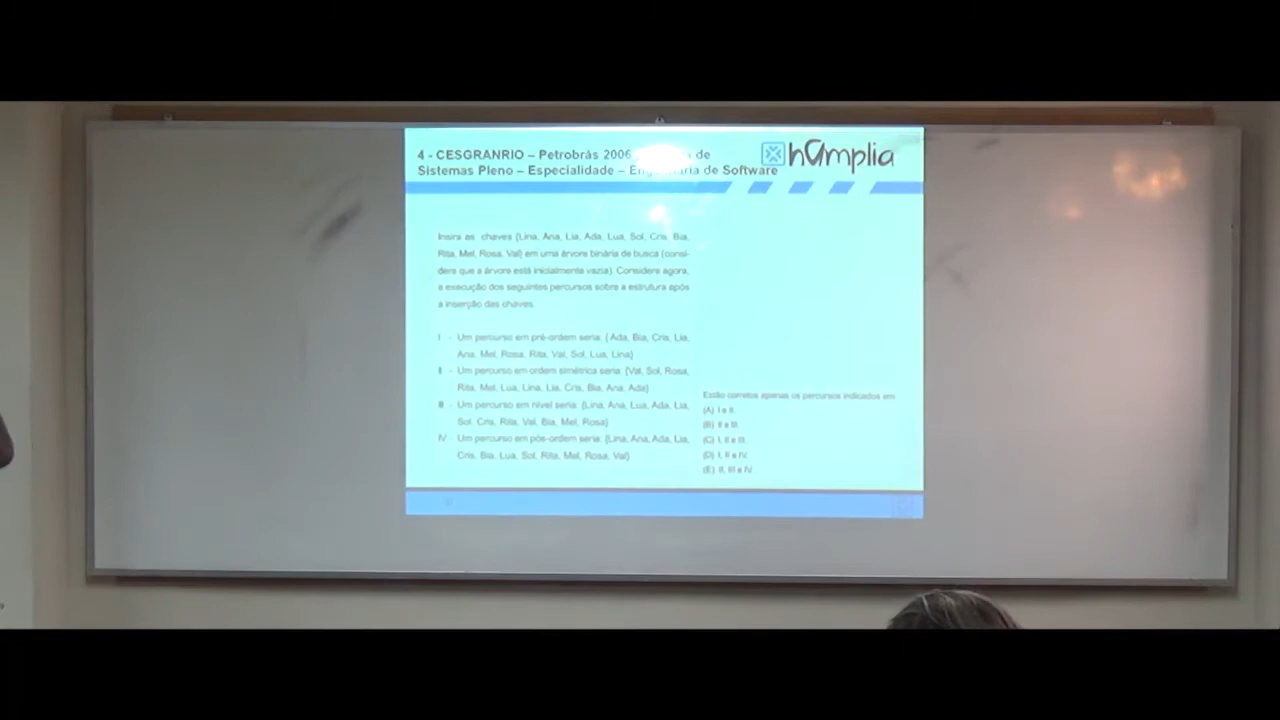 4 - CESGRANRIO – Petrobrás 2006 de
Sistemas Pleno – Especialidade – Engenharia de Software
hamplia
Insira as chaves {Lina, Ana, Lia, Ada, Lua, Sol, Cris, Bia,
Rita, Mel, Rosa, Val} em uma árvore binária de busca (consi-
dere que a árvore está inicialmente vazia). Considere agora,
a execução dos seguintes percursos sobre a estrutura após
a inserção das chaves.
I - Um percurso em pré-ordem seria: { Ada, Bia, Cris, Lia,
Ana, Mel, Rosa, Rita, Val, Sol, Lua, Lina}
II - Um percurso em ordem simétrica seria: {Val, Sol, Rosa,
Rita, Mel, Lua, Lina, Lia, Cris, Bia, Ana, Ada}
III - Um percurso em nível seria: {Lina, Ana, Lua, Ada, Lia,
Sol, Cris, Rita, Val, Bia, Mel, Rosa}
IV - Um percurso em pós-ordem seria: {Lina, Ana, Ada, Lia,
Cris, Bia, Lua, Sol, Rita, Mel, Rosa, Val}
Estão corretos apenas os percursos indicados em
(A) I e II.
(B) II e III.
(C) I, II e III.
(D) I, II e IV.
(E) II, III e IV.